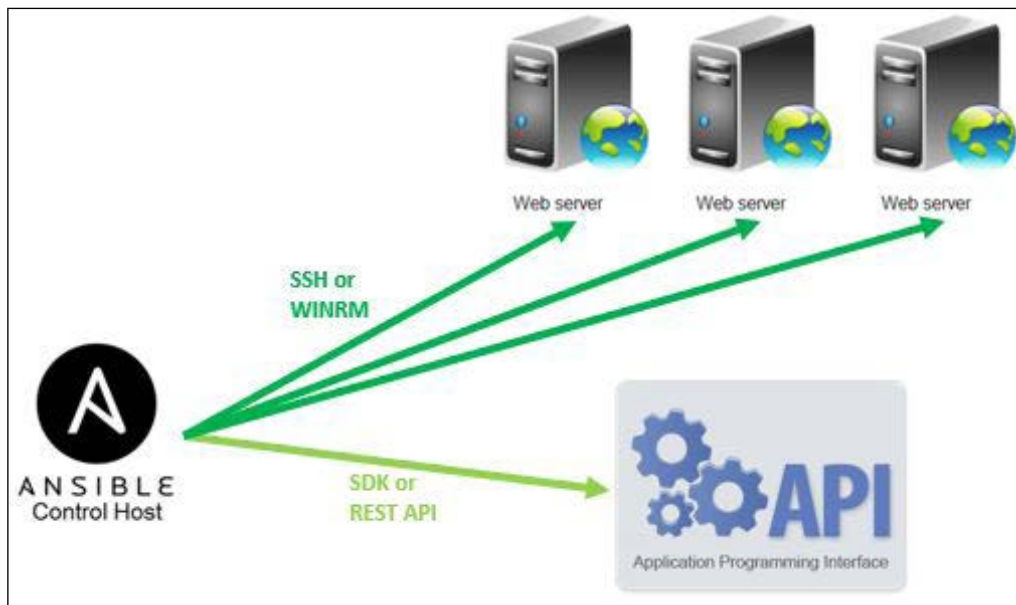 Web server
Web server
Web server
SSH or
WINRM
ANSIBLE
Control Host
SDK or
REST API
API
Application Programming Interface